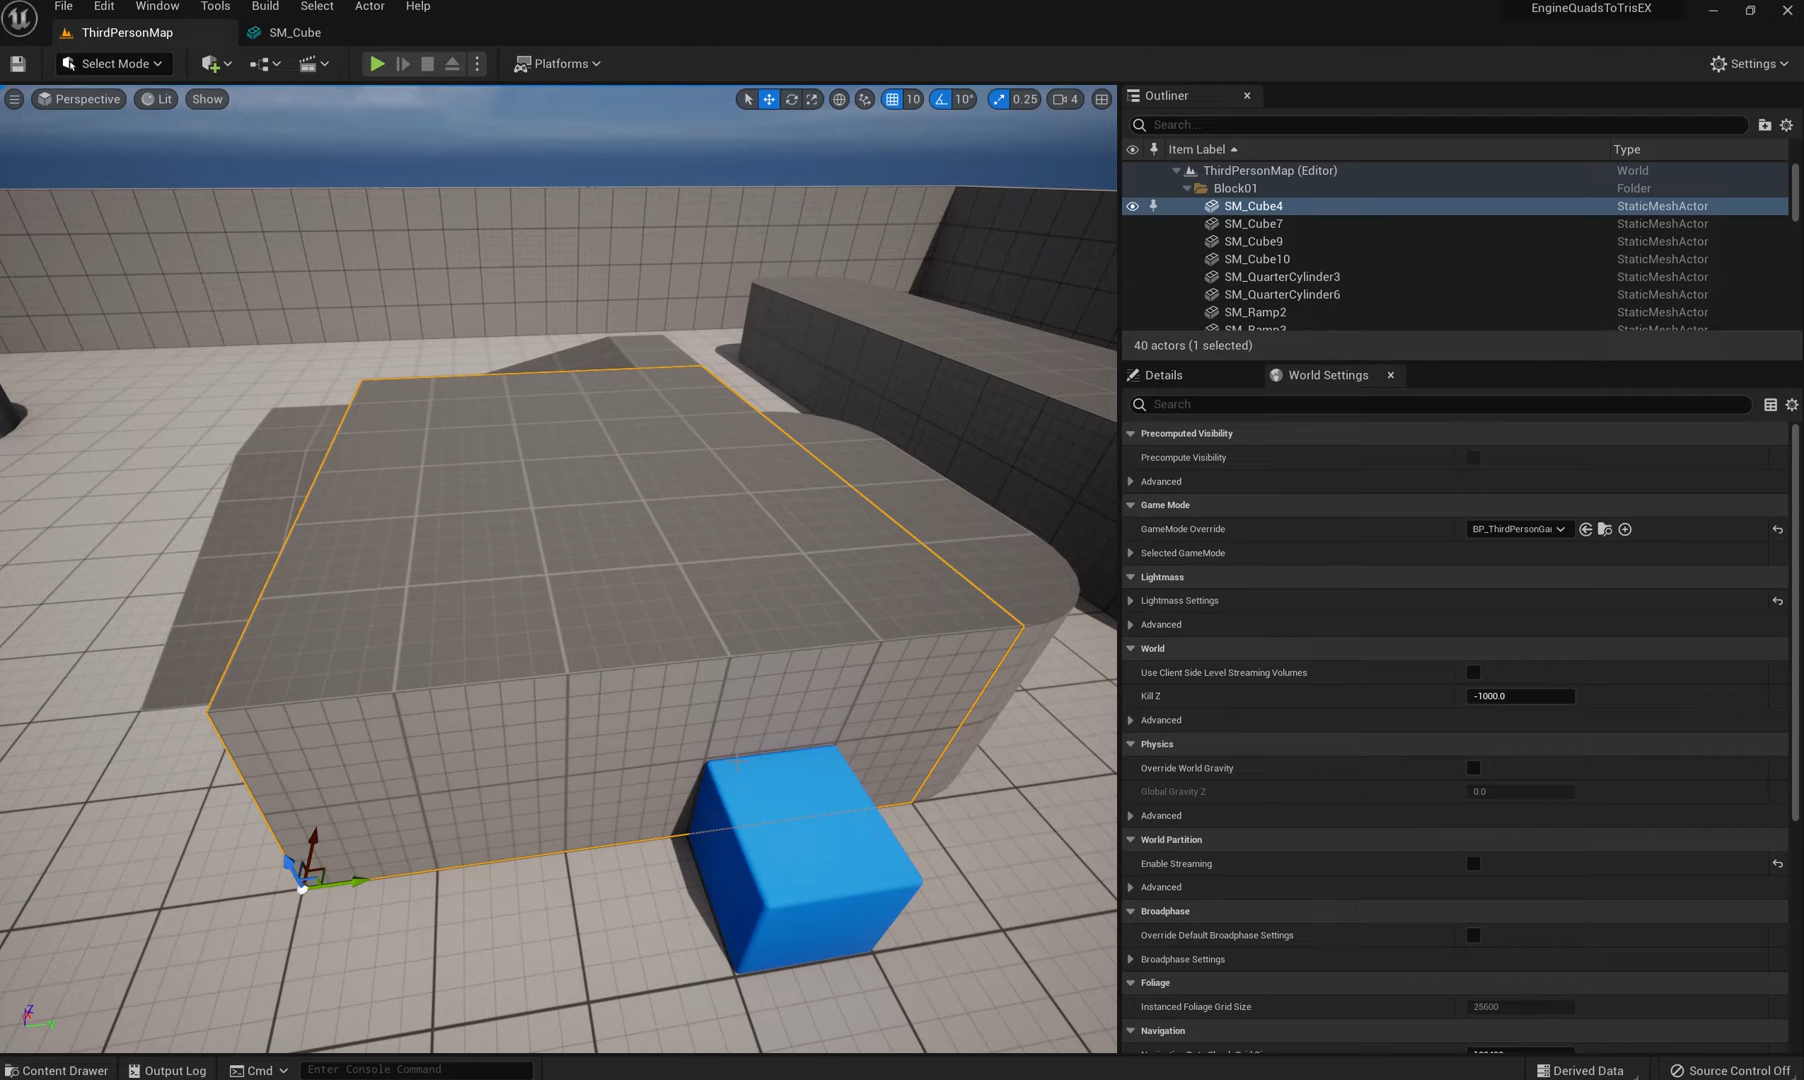 File Edit Window Tools Build Select Actor Help
EngineQuadsToTrisEX
ThirdPersonMap
SM_Cube
Select Mode
Platforms
Settings
Perspective
Lit
Show
10
10°
0.25
4
Outliner
Search...
Item Label
Type
ThirdPersonMap (Editor) World
Block01 Folder
SM_Cube4 StaticMeshActor
SM_Cube7 StaticMeshActor
SM_Cube9 StaticMeshActor
SM_Cube10 StaticMeshActor
SM_QuarterCylinder3 StaticMeshActor
SM_QuarterCylinder6 StaticMeshActor
SM_Ramp2 StaticMeshActor
SM_Ramp3 StaticMeshActor
40 actors (1 selected)
Details
World Settings
Search
Precomputed Visibility
Precompute Visibility
Advanced
Game Mode
GameMode Override BP_ThirdPersonGa
Selected GameMode
Lightmass
Lightmass Settings
Advanced
World
Use Client Side Level Streaming Volumes
Kill Z -1000.0
Advanced
Physics
Override World Gravity
Global Gravity Z 0.0
Advanced
World Partition
Enable Streaming
Advanced
Broadphase
Override Default Broadphase Settings
Broadphase Settings
Foliage
Instanced Foliage Grid Size 25600
Navigation
Z
Y
Content Drawer
Output Log
Cmd
Enter Console Command
Derived Data
Source Control Off